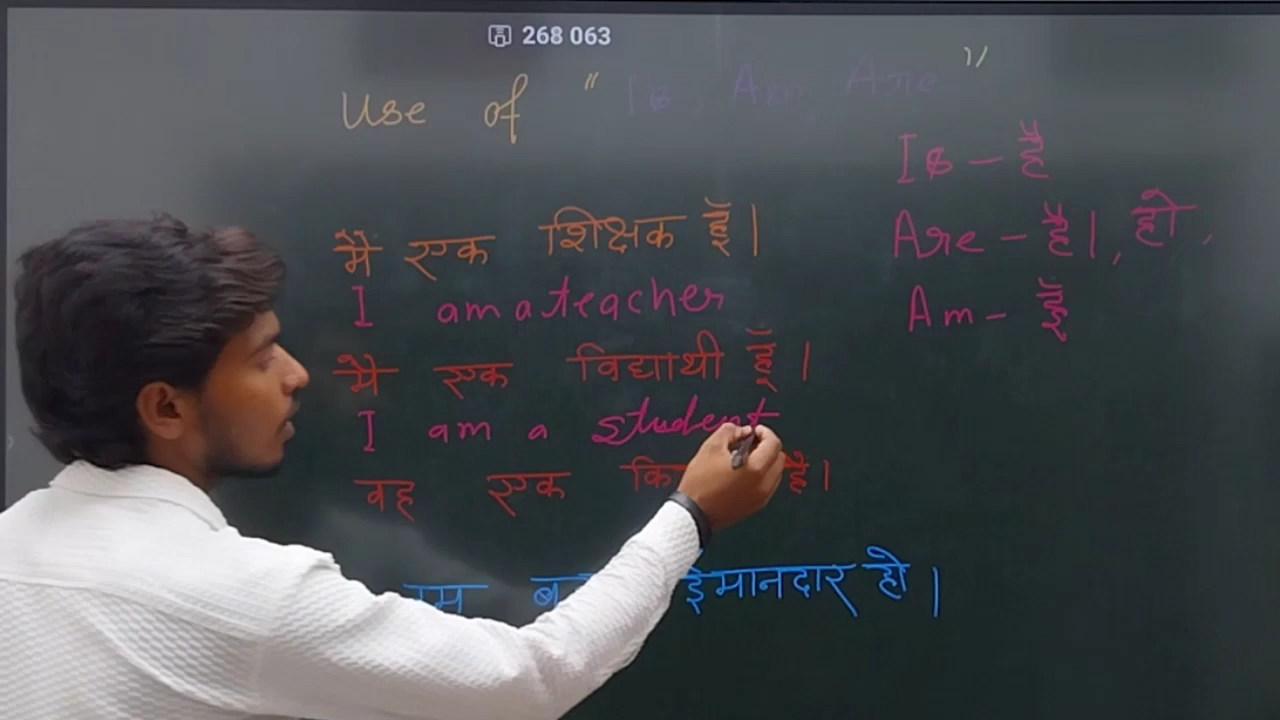 268 063
Use of " Is, Am, Are "
Is - है
मैं एक शिक्षक हूँ।
Are - है।, हो,
I am a teacher
Am - हूँ
मैं एक विद्यार्थी हूँ।
I am a student
वह एक है।
ईमानदार हो।